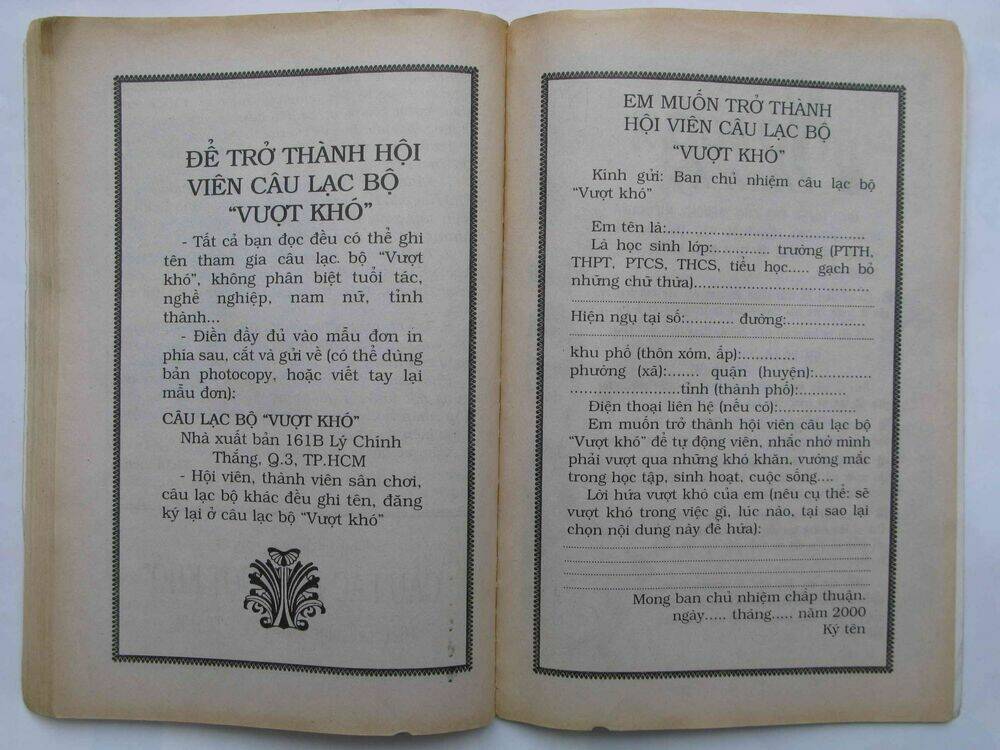 ĐỂ TRỞ THÀNH HỘI
VIÊN CÂU LẠC BỘ
“VƯỢT KHÓ”
- Tất cả bạn đọc đều có thể ghi
tên tham gia câu lạc. bộ “Vượt
khó”, không phân biệt tuổi tác,
nghề nghiệp, nam nữ, tỉnh
thành...
- Điền đầy đủ vào mẫu đơn in
phía sau, cắt và gửi về (có thể dùng
bản photocopy, hoặc viết tay lại
mẫu đơn):
CÂU LẠC BỘ “VƯỢT KHÓ”
Nhà xuất bản 161B Lý Chính
Thắng, Q.3, TP.HCM
- Hội viên, thành viên sân chơi,
câu lạc bộ khác đều ghi tên, đăng
ký lại ở câu lạc bộ “Vượt khó”
EM MUỐN TRỞ THÀNH
HỘI VIÊN CÂU LẠC BỘ
“VƯỢT KHÓ”
Kính gửi: Ban chủ nhiệm câu lạc bộ
“Vượt khó”
Em tên là:........................................
Là học sinh lớp:............ trường (PTTH,
THPT, PTCS, THCS, tiểu học..... gạch bỏ
những chữ thừa)...................................
Hiện ngụ tại số:........... đường:................
khu phố (thôn xóm, ấp):............
phường (xã):....... quận (huyện):............
......................tỉnh (thành phố):............
Điện thoại liên hệ (nếu có):................
Em muốn trở thành hội viên câu lạc bộ
“Vượt khó” để tự động viên, nhắc nhở mình
phải vượt qua những khó khăn, vướng mắc
trong học tập, sinh hoạt, cuộc sống....
Lời hứa vượt khó của em (nêu cụ thể: sẽ
vượt khó trong việc gì, lúc nào, tại sao lại
chọn nội dung này để hứa):
Mong ban chủ nhiệm chấp thuận.
ngày..... tháng..... năm 2000
Ký tên